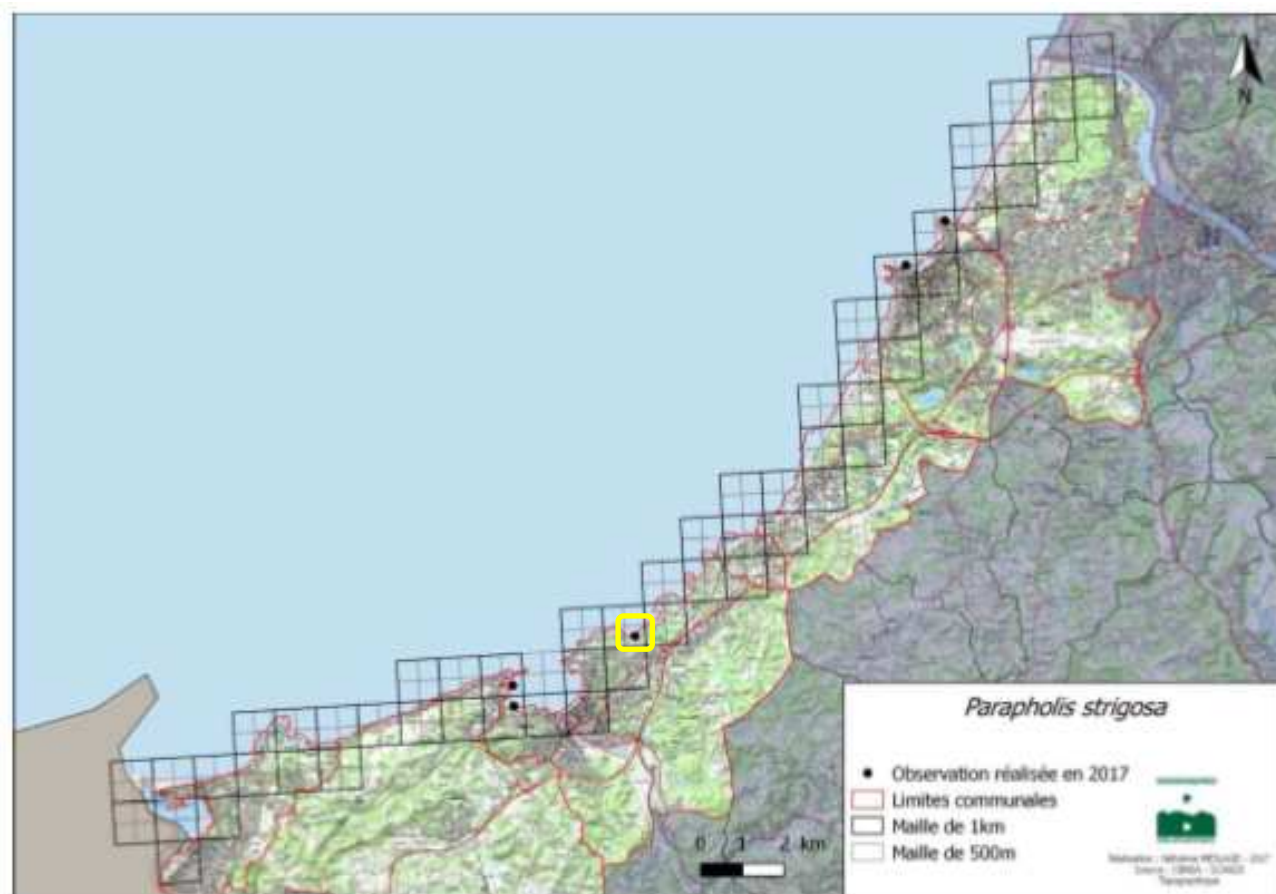 N
Parapholis strigosa
Observation réalisée en 2017
Limites communales
Maille de 1km
Maille de 500m
0 1 2 km